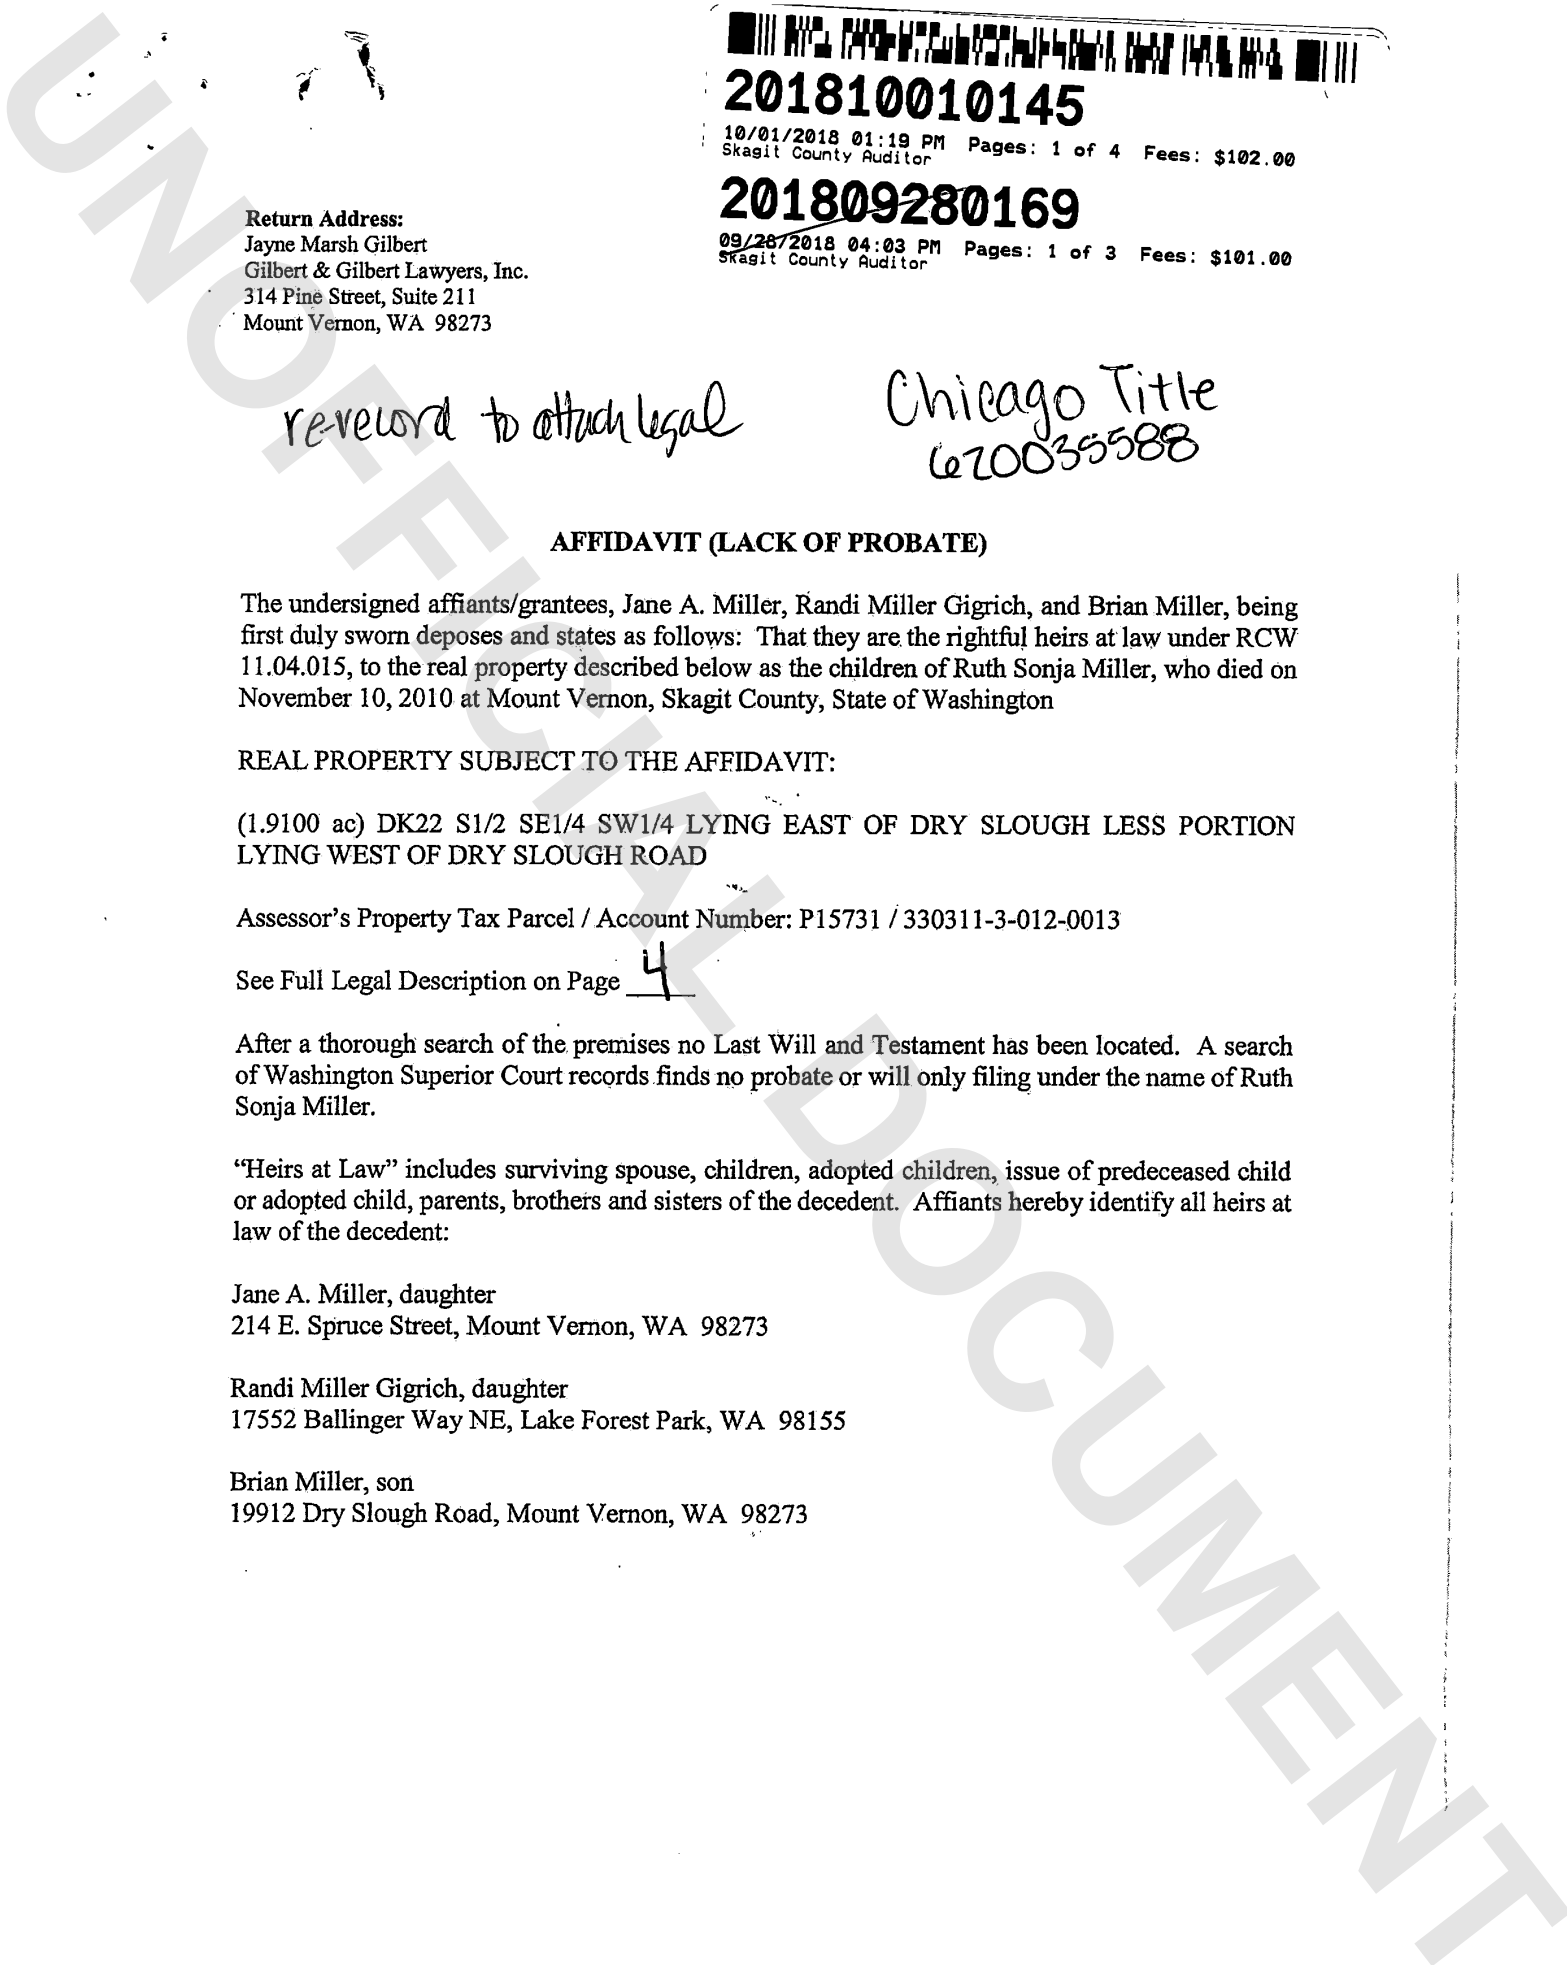 201810010145
10/01/2018 01:19 PM Pages: 1 of 4 Fees: $102.00
Skagit County Auditor
201809280169
09/28/2018 04:03 PM Pages: 1 of 3 Fees: $101.00
Skagit County Auditor
Return Address:
Jayne Marsh Gilbert
Gilbert & Gilbert Lawyers, Inc.
314 Pine Street, Suite 211
Mount Vernon, WA 98273
re-record to attach legal
Chicago Title
620035588
AFFIDAVIT (LACK OF PROBATE)
The undersigned affiants/grantees, Jane A. Miller, Randi Miller Gigrich, and Brian Miller, being
first duly sworn deposes and states as follows: That they are the rightful heirs at law under RCW
11.04.015, to the real property described below as the children of Ruth Sonja Miller, who died on
November 10, 2010 at Mount Vernon, Skagit County, State of Washington
REAL PROPERTY SUBJECT TO THE AFFIDAVIT:
(1.9100 ac) DK22 S1/2 SE1/4 SW1/4 LYING EAST OF DRY SLOUGH LESS PORTION
LYING WEST OF DRY SLOUGH ROAD
Assessor's Property Tax Parcel / Account Number: P15731 / 330311-3-012-0013
See Full Legal Description on Page 4
After a thorough search of the premises no Last Will and Testament has been located. A search
of Washington Superior Court records finds no probate or will only filing under the name of Ruth
Sonja Miller.
“Heirs at Law” includes surviving spouse, children, adopted children, issue of predeceased child
or adopted child, parents, brothers and sisters of the decedent. Affiants hereby identify all heirs at
law of the decedent:
Jane A. Miller, daughter
214 E. Spruce Street, Mount Vernon, WA 98273
Randi Miller Gigrich, daughter
17552 Ballinger Way NE, Lake Forest Park, WA 98155
Brian Miller, son
19912 Dry Slough Road, Mount Vernon, WA 98273
UNOFFICIAL DOCUMENT